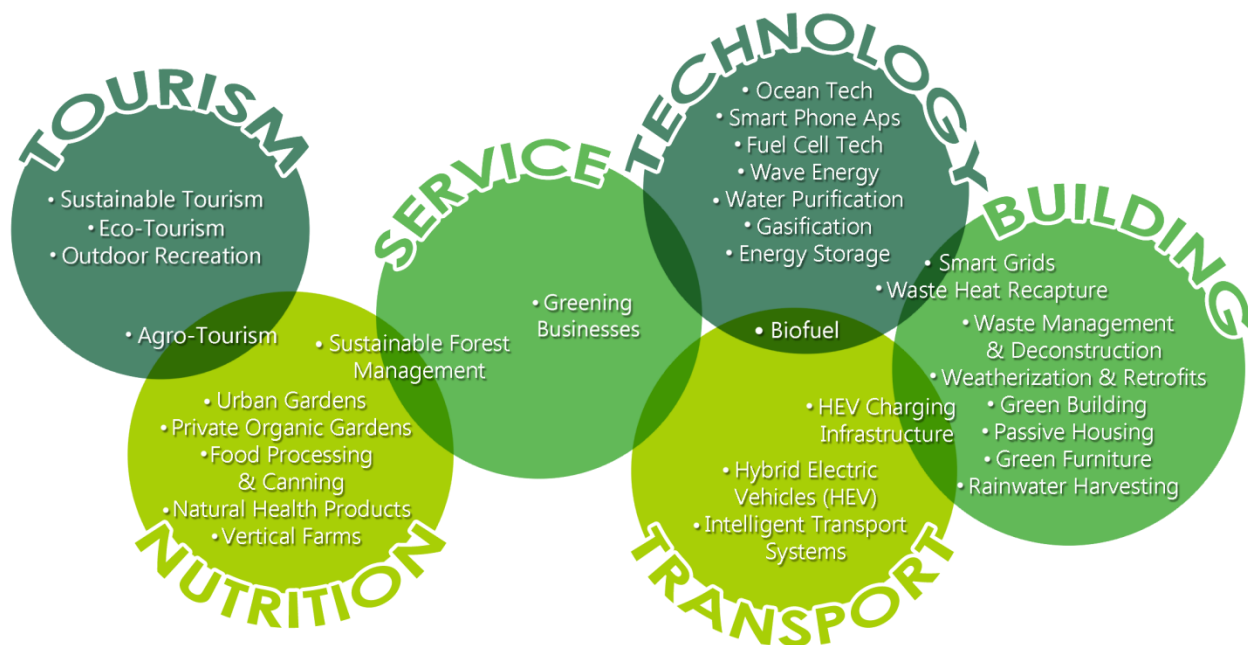 TOURISM
• Sustainable Tourism
• Eco-Tourism
• Outdoor Recreation
• Agro-Tourism
NUTRITION
• Sustainable Forest
Management
• Urban Gardens
• Private Organic Gardens
• Food Processing
& Canning
• Natural Health Products
• Vertical Farms
SERVICE
• Greening
Businesses
TECHNOLOGY
• Ocean Tech
• Smart Phone Aps
• Fuel Cell Tech
• Wave Energy
• Water Purification
• Gasification
• Energy Storage
• Biofuel
TRANSPORT
• HEV Charging
Infrastructure
• Hybrid Electric
Vehicles (HEV)
• Intelligent Transport
Systems
BUILDING
• Smart Grids
• Waste Heat Recapture
• Waste Management
& Deconstruction
• Weatherization & Retrofits
• Green Building
• Passive Housing
• Green Furniture
• Rainwater Harvesting